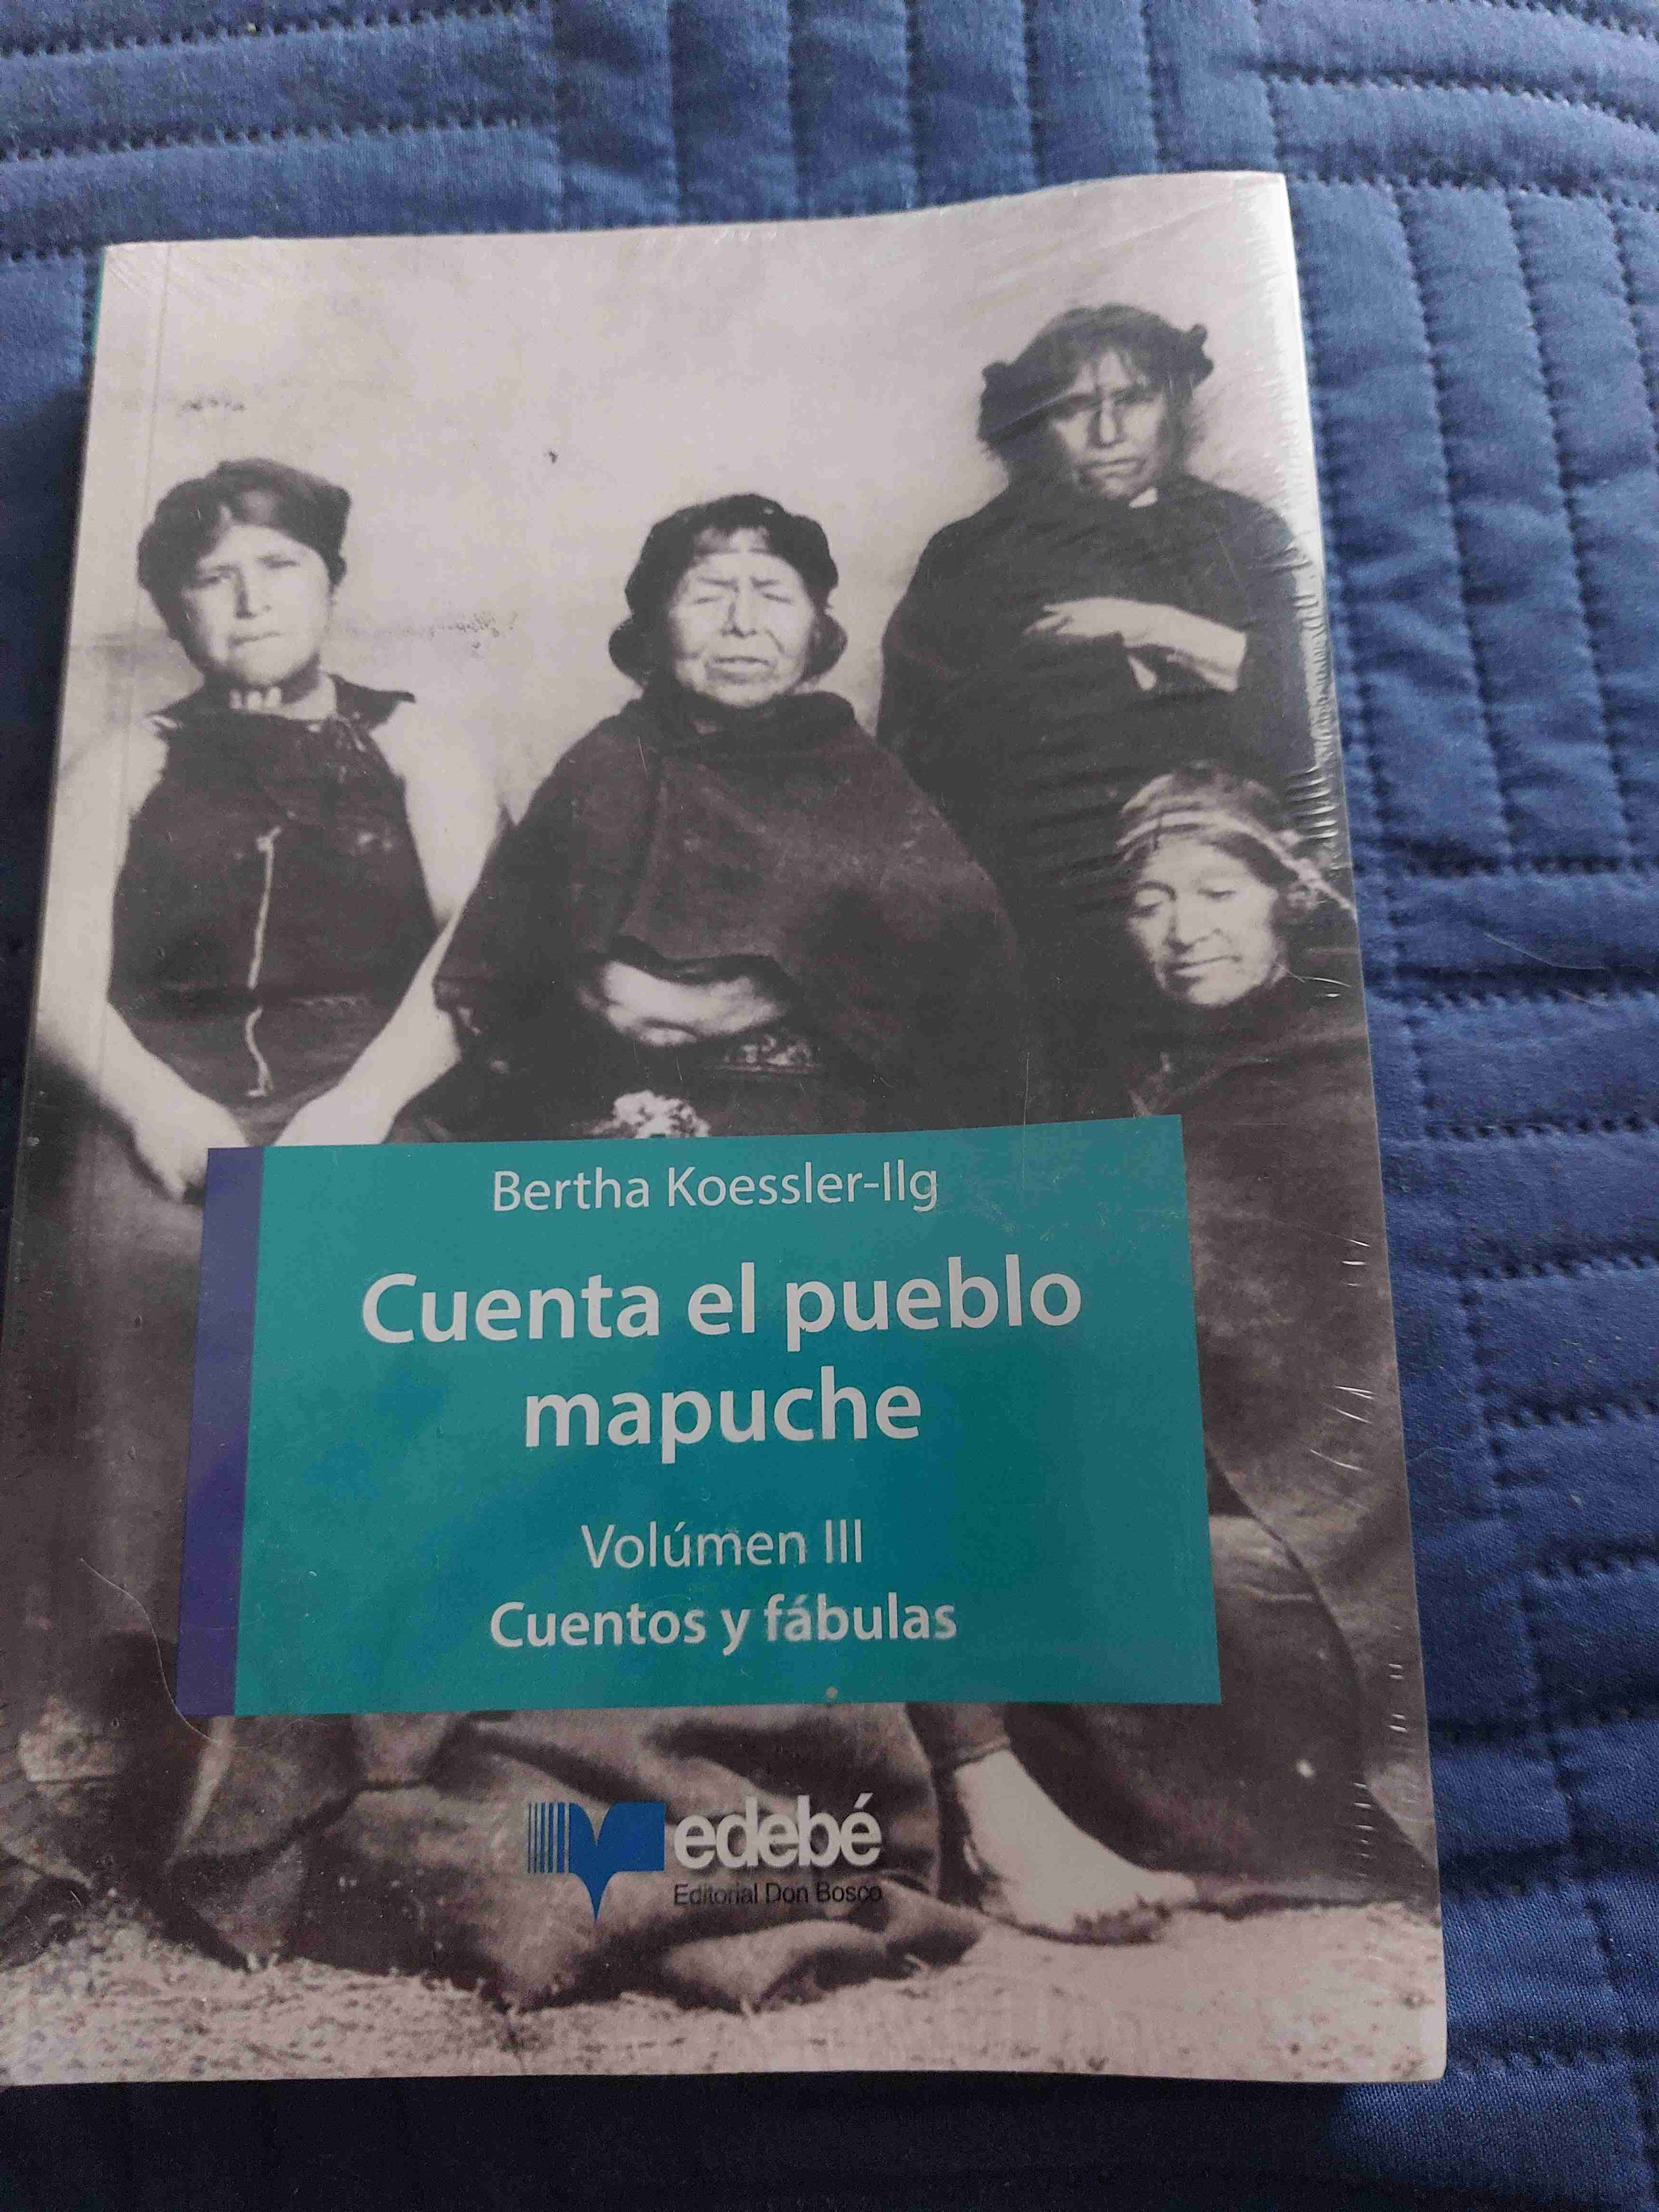 Bertha Koessler-Ilg
Cuenta el pueblo
mapuche
Volúmen III
Cuentos y fábulas
edebé
Editorial Don Bosco